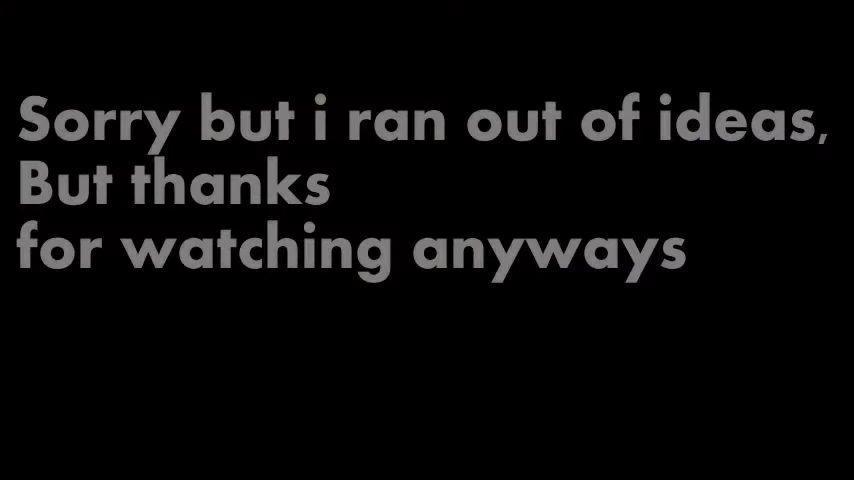 Sorry but i ran out of ideas,
But thanks
for watching anyways